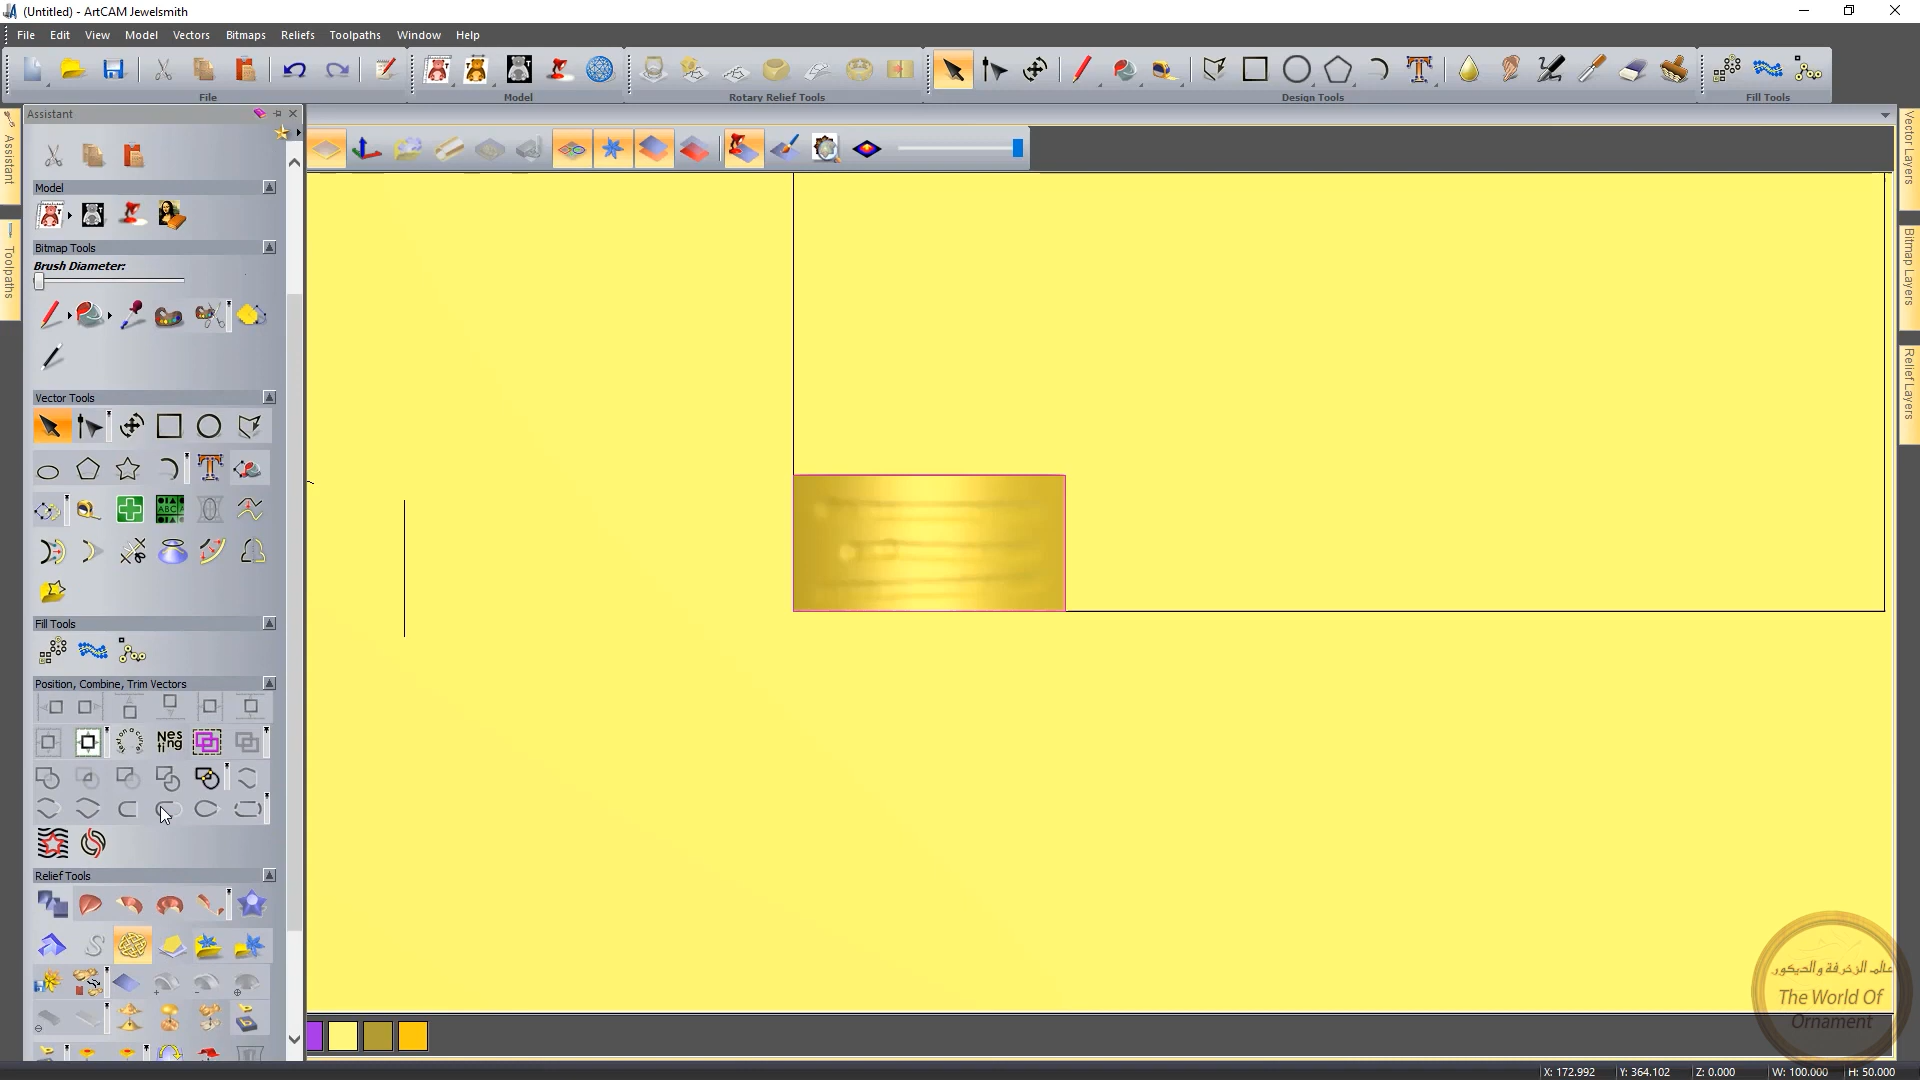 (Untitled) - ArtCAM Jewelsmith
File Edit View Model Vectors Bitmaps Reliefs Toolpaths Window Help
File Model Rotary Relief Tools Design Tools Fill Tools
Assistant
Assistant
Toolpaths
Model
Bitmap Tools
Brush Diameter:
Vector Tools
ABC
Fill Tools
Position, Combine, Trim Vectors
Nes
ting
Relief Tools
Vector Layers
Bitmap Layers
Relief Layers
عالم الزخرفة والديكور
The World Of
Ornament
X: 172.992 Y: 364.102 Z: 0.000 W: 100.000 H: 50.000